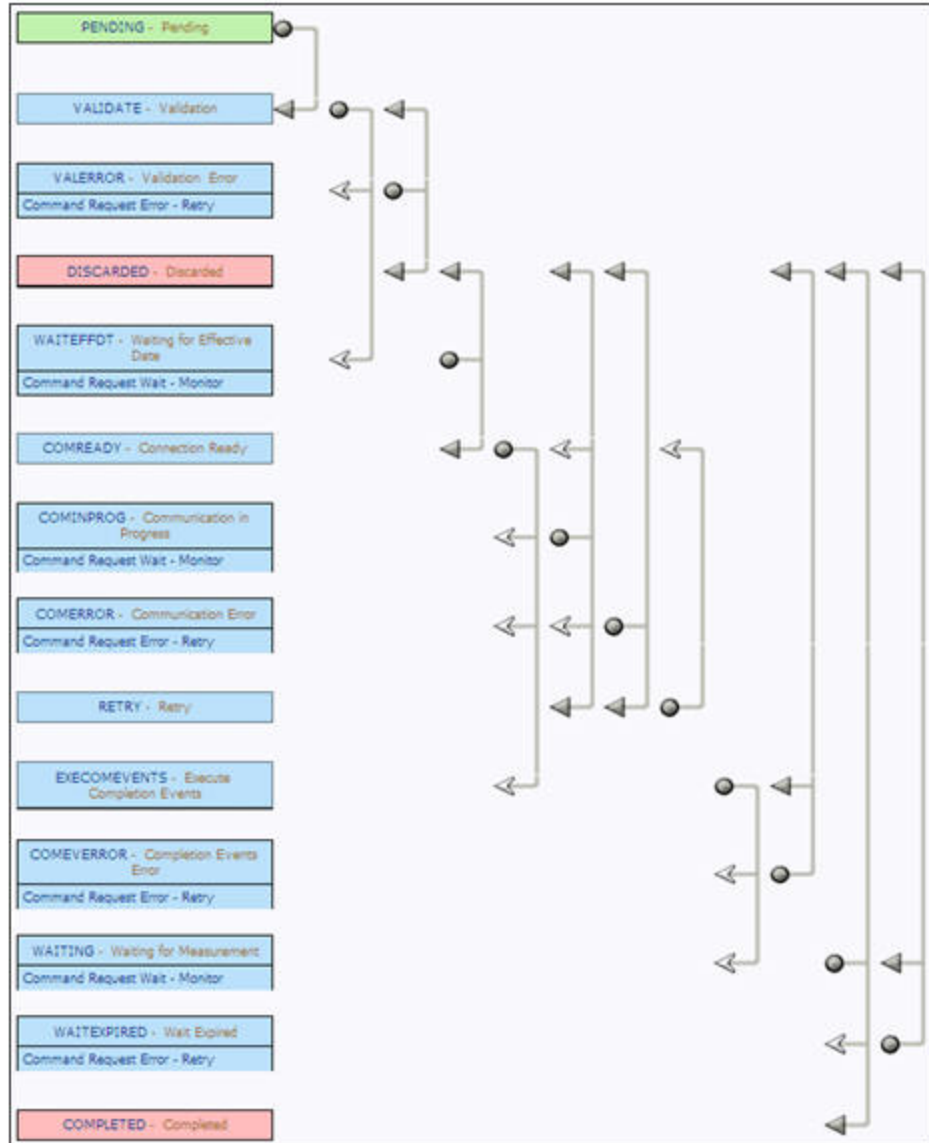 PENDING - Pending
VALIDATE - Validation
VALERROR - Validation Error
Command Request Error - Retry
DISCARDED - Discarded
WAITEFFDT - Waiting for Effective
Date
Command Request Wait - Monitor
COMREADY - Connection Ready
COMINPROG - Communication in
Progress
Command Request Wait - Monitor
COMERROR - Communication Error
Command Request Error - Retry
RETRY - Retry
EXECOMEVENTS - Execute
Completion Events
COMEVERROR - Completion Events
Error
Command Request Error - Retry
WAITING - Waiting for Measurement
Command Request Wait - Monitor
WAITEXPIRED - Wait Expired
Command Request Error - Retry
COMPLETED - Completed